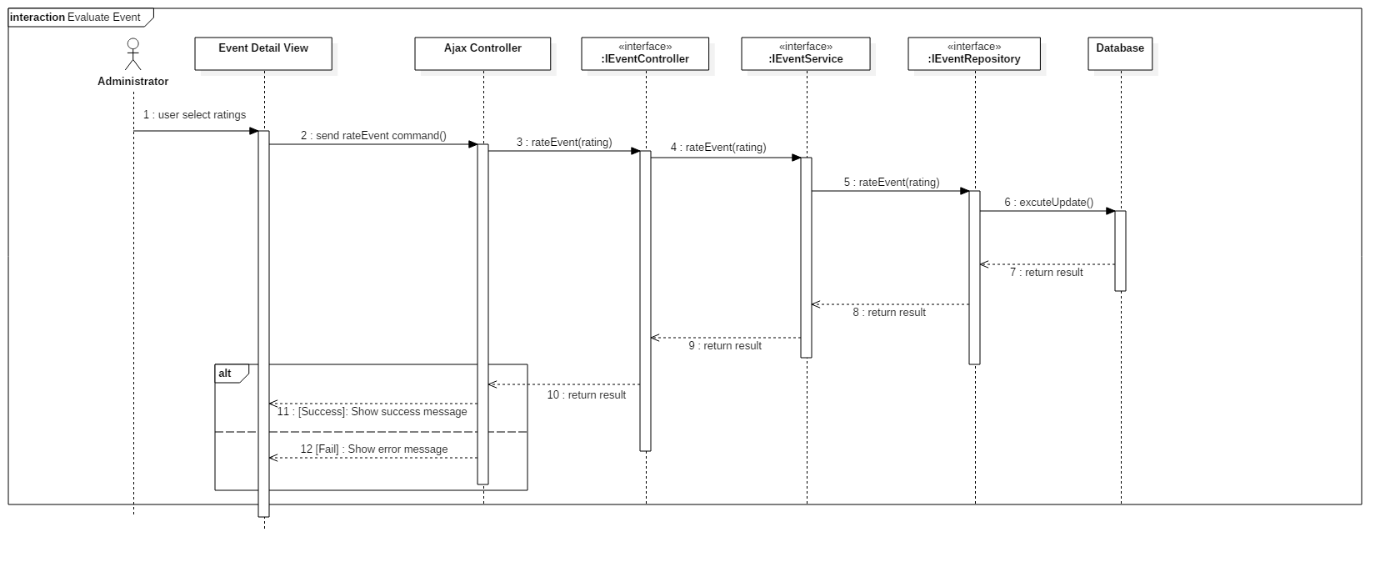 interaction Evaluate Event
Administrator
Event Detail View
Ajax Controller
«interface»
:IEventController
«interface»
:IEventService
«interface»
:IEventRepository
Database
1 : user select ratings
2 : send rateEvent command()
3 : rateEvent(rating)
4 : rateEvent(rating)
5 : rateEvent(rating)
6 : excuteUpdate()
7 : return result
8 : return result
9 : return result
alt
10 : return result
11 : [Success]: Show success message
12 [Fail] : Show error message